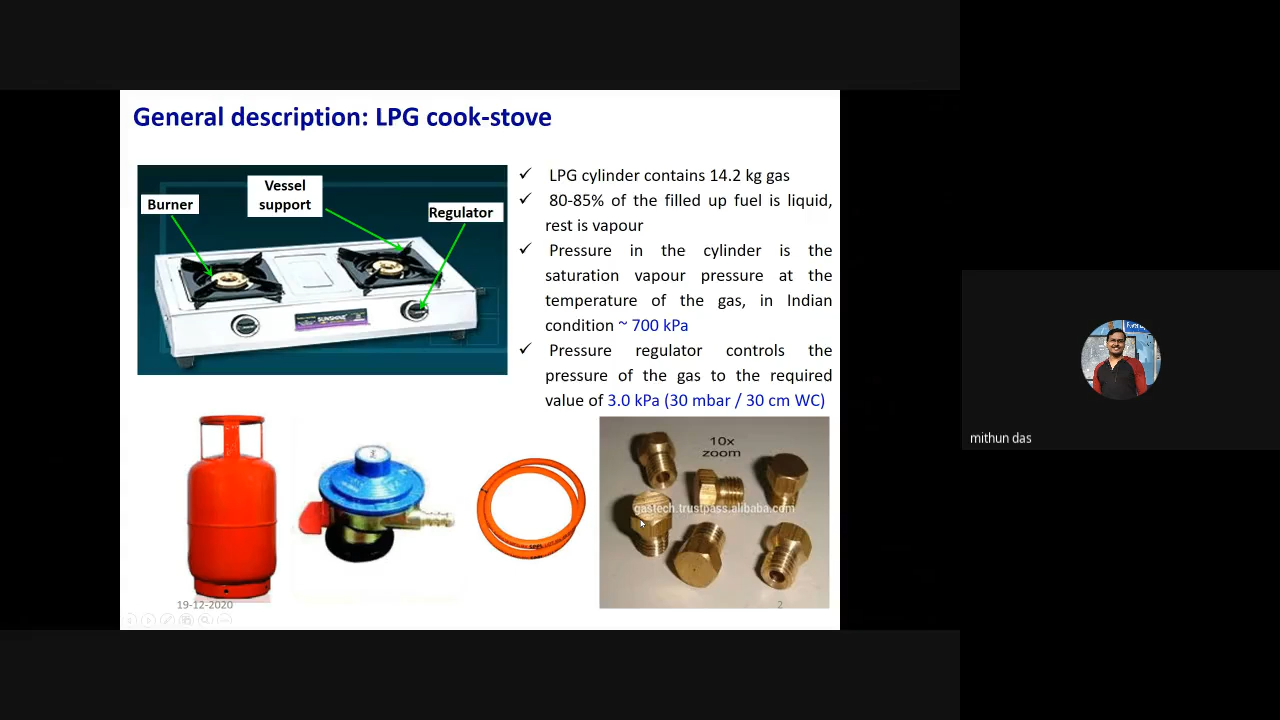 General description: LPG cook-stove
Burner
Vessel
support
Regulator
SUNSHINE
✓ LPG cylinder contains 14.2 kg gas
✓ 80-85% of the filled up fuel is liquid,
rest is vapour
✓ Pressure in the cylinder is the
saturation vapour pressure at the
temperature of the gas, in Indian
condition ~ 700 kPa
✓ Pressure regulator controls the
pressure of the gas to the required
value of 3.0 kPa (30 mbar / 30 cm WC)
10x
zoom
gastech.trustpass.alibaba.com
19-12-2020
2
mithun das